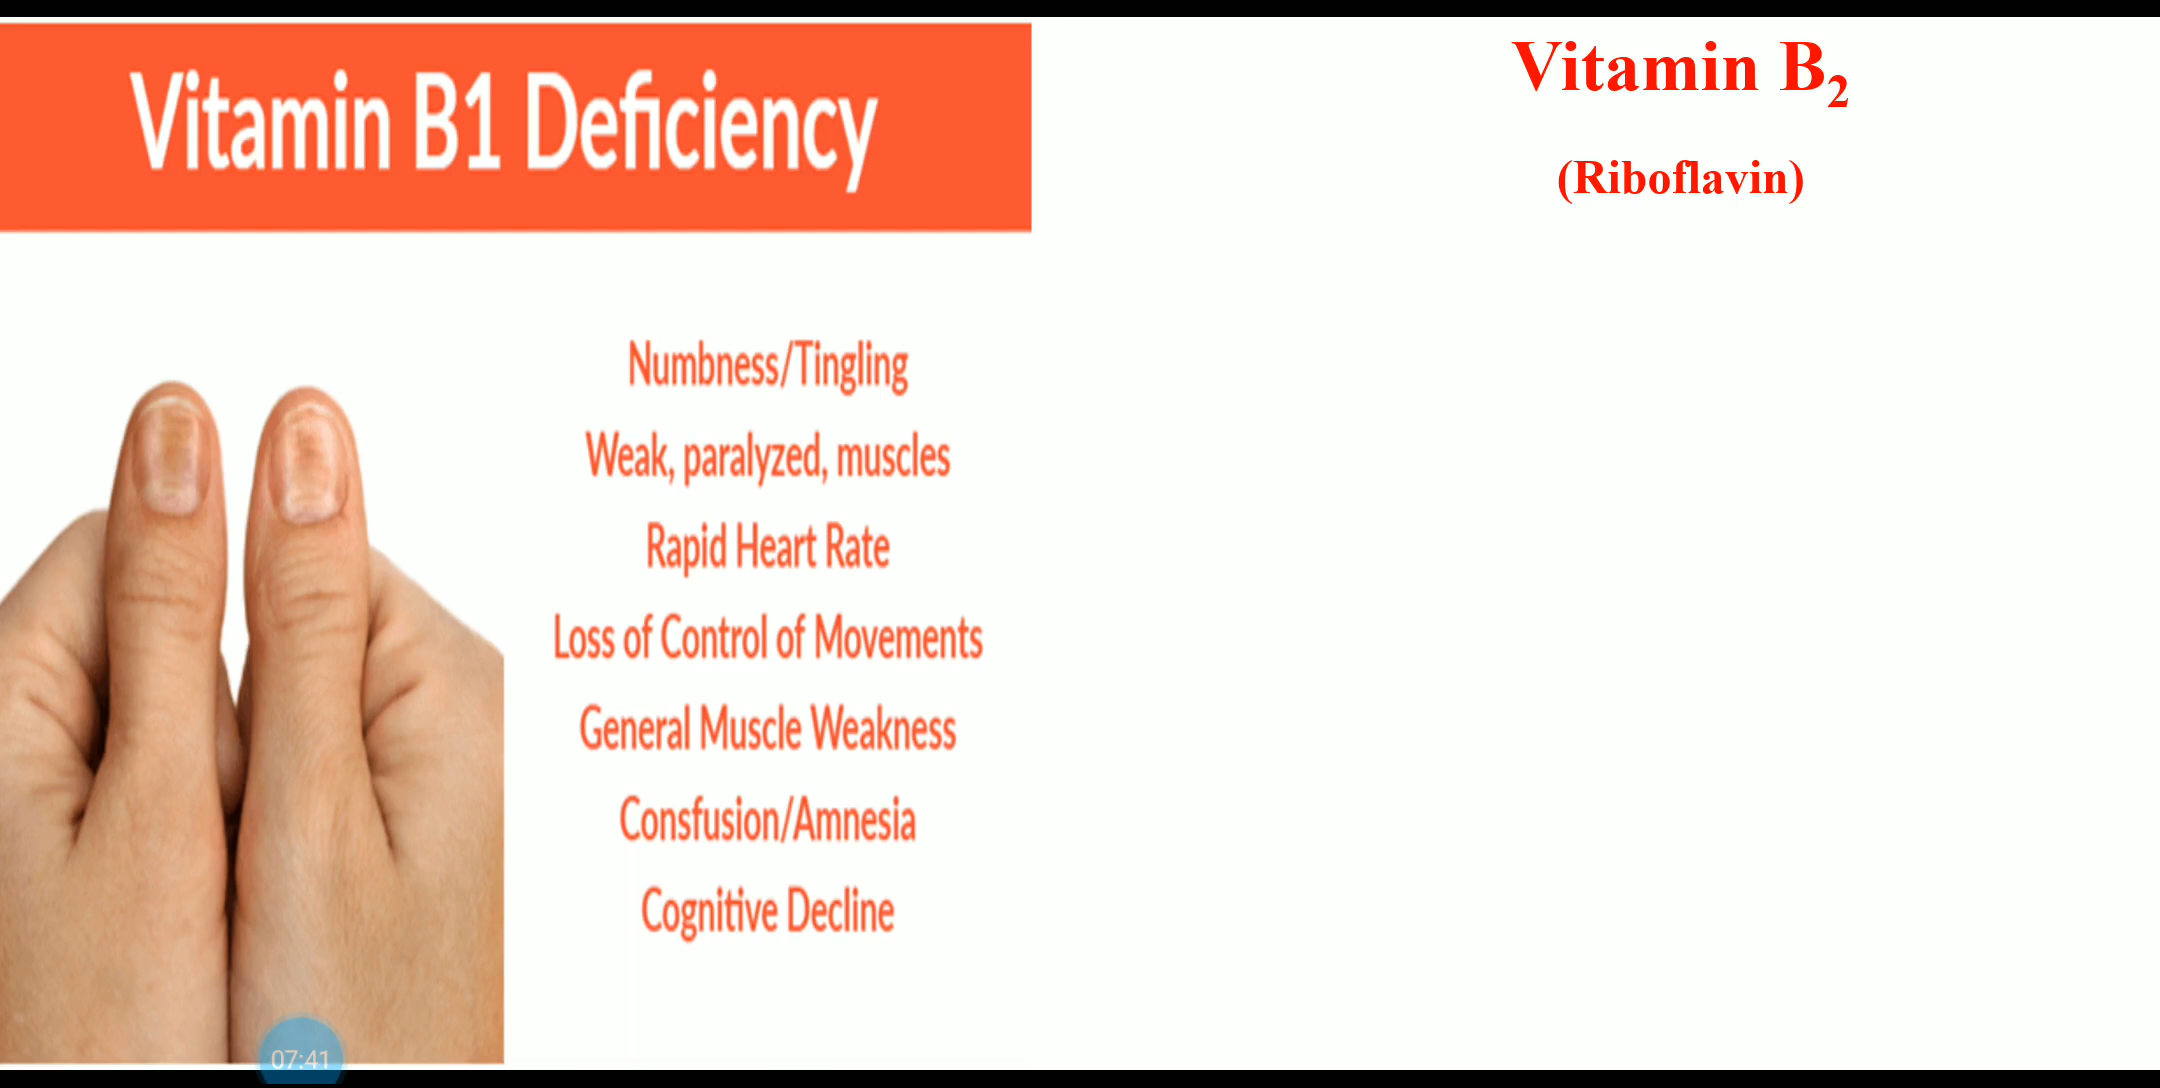 Vitamin B1 Deficiency
Numbness/Tingling
Weak, paralyzed, muscles
Rapid Heart Rate
Loss of Control of Movements
General Muscle Weakness
Consfusion/Amnesia
Cognitive Decline
07:41
Vitamin B₂
(Riboflavin)